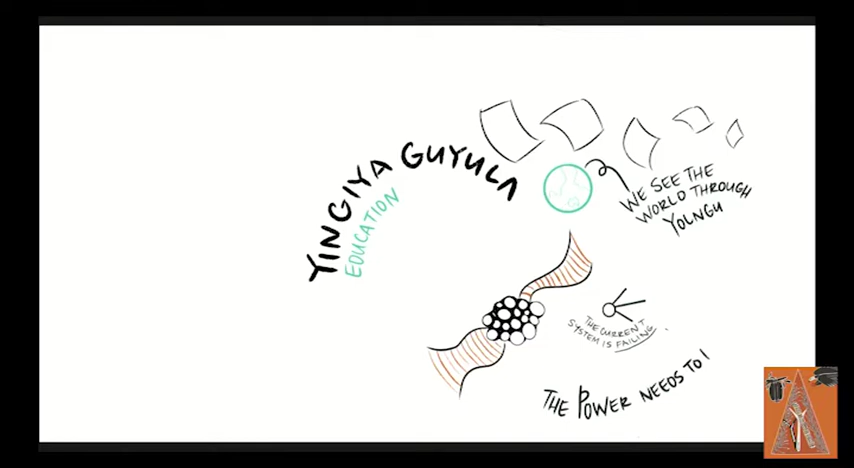 YINGIYA GUYULA
EDUCATION
WE SEE THE
WORLD THROUGH
YOLNGU
THE CURRENT
SYSTEM IS FAILING
THE POWER NEEDS TO